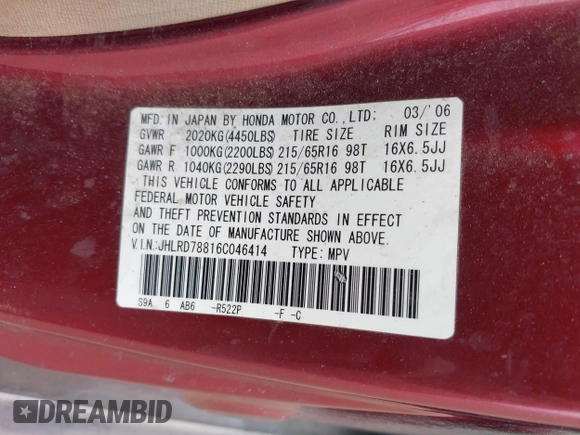 MFD. IN JAPAN BY HONDA MOTOR CO., LTD: 03/'06
GVWR 2020KG(4450LBS) TIRE SIZE RIM SIZE
GAWR F 1000KG(2200LBS) 215/65R16 98T 16X6.5JJ
GAWR R 1040KG(2290LBS) 215/65R16 98T 16X6.5JJ
:THIS VEHICLE CONFORMS TO ALL APPLICABLE
FEDERAL MOTOR VEHICLE SAFETY
AND THEFT PREVENTION STANDARDS IN EFFECT
ON THE DATE OF MANUFACTURE SHOWN ABOVE.
V.I.N:JHLRD78816C046414 TYPE: MPV
S9A 6 AB6 -R522P -F -C
DREAMBID